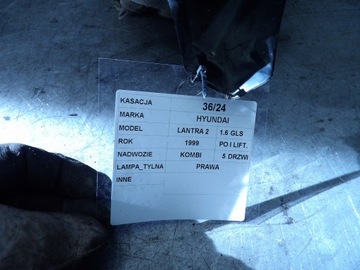 KASACJA 36/24
MARKA HYUNDAI
MODEL LANTRA 2 1.6 GLS
ROK 1999 PO I LIFT.
NADWOZIE KOMBI 5 DRZWI
LAMPA_TYLNA PRAWA
INNE